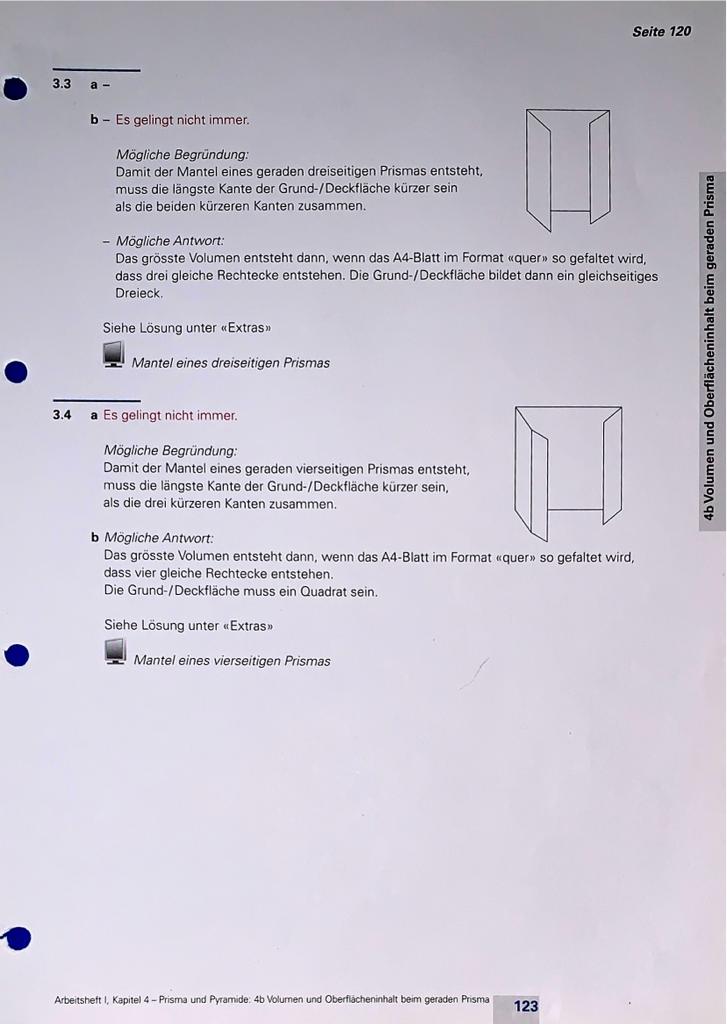 Seite 120
3.3 a –
b – Es gelingt nicht immer.
Mögliche Begründung:
Damit der Mantel eines geraden dreiseitigen Prismas entsteht,
muss die längste Kante der Grund-/Deckfläche kürzer sein
als die beiden kürzeren Kanten zusammen.
– Mögliche Antwort:
Das grösste Volumen entsteht dann, wenn das A4-Blatt im Format «quer» so gefaltet wird,
dass drei gleiche Rechtecke entstehen. Die Grund-/Deckfläche bildet dann ein gleichseitiges
Dreieck.
Siehe Lösung unter «Extras»
Mantel eines dreiseitigen Prismas
3.4 a Es gelingt nicht immer.
Mögliche Begründung:
Damit der Mantel eines geraden vierseitigen Prismas entsteht,
muss die längste Kante der Grund-/Deckfläche kürzer sein,
als die drei kürzeren Kanten zusammen.
b Mögliche Antwort:
Das grösste Volumen entsteht dann, wenn das A4-Blatt im Format «quer» so gefaltet wird,
dass vier gleiche Rechtecke entstehen.
Die Grund-/Deckfläche muss ein Quadrat sein.
Siehe Lösung unter «Extras»
Mantel eines vierseitigen Prismas
4b Volumen und Oberflächeninhalt beim geraden Prisma
Arbeitsheft I, Kapitel 4 – Prisma und Pyramide: 4b Volumen und Oberflächeninhalt beim geraden Prisma
123